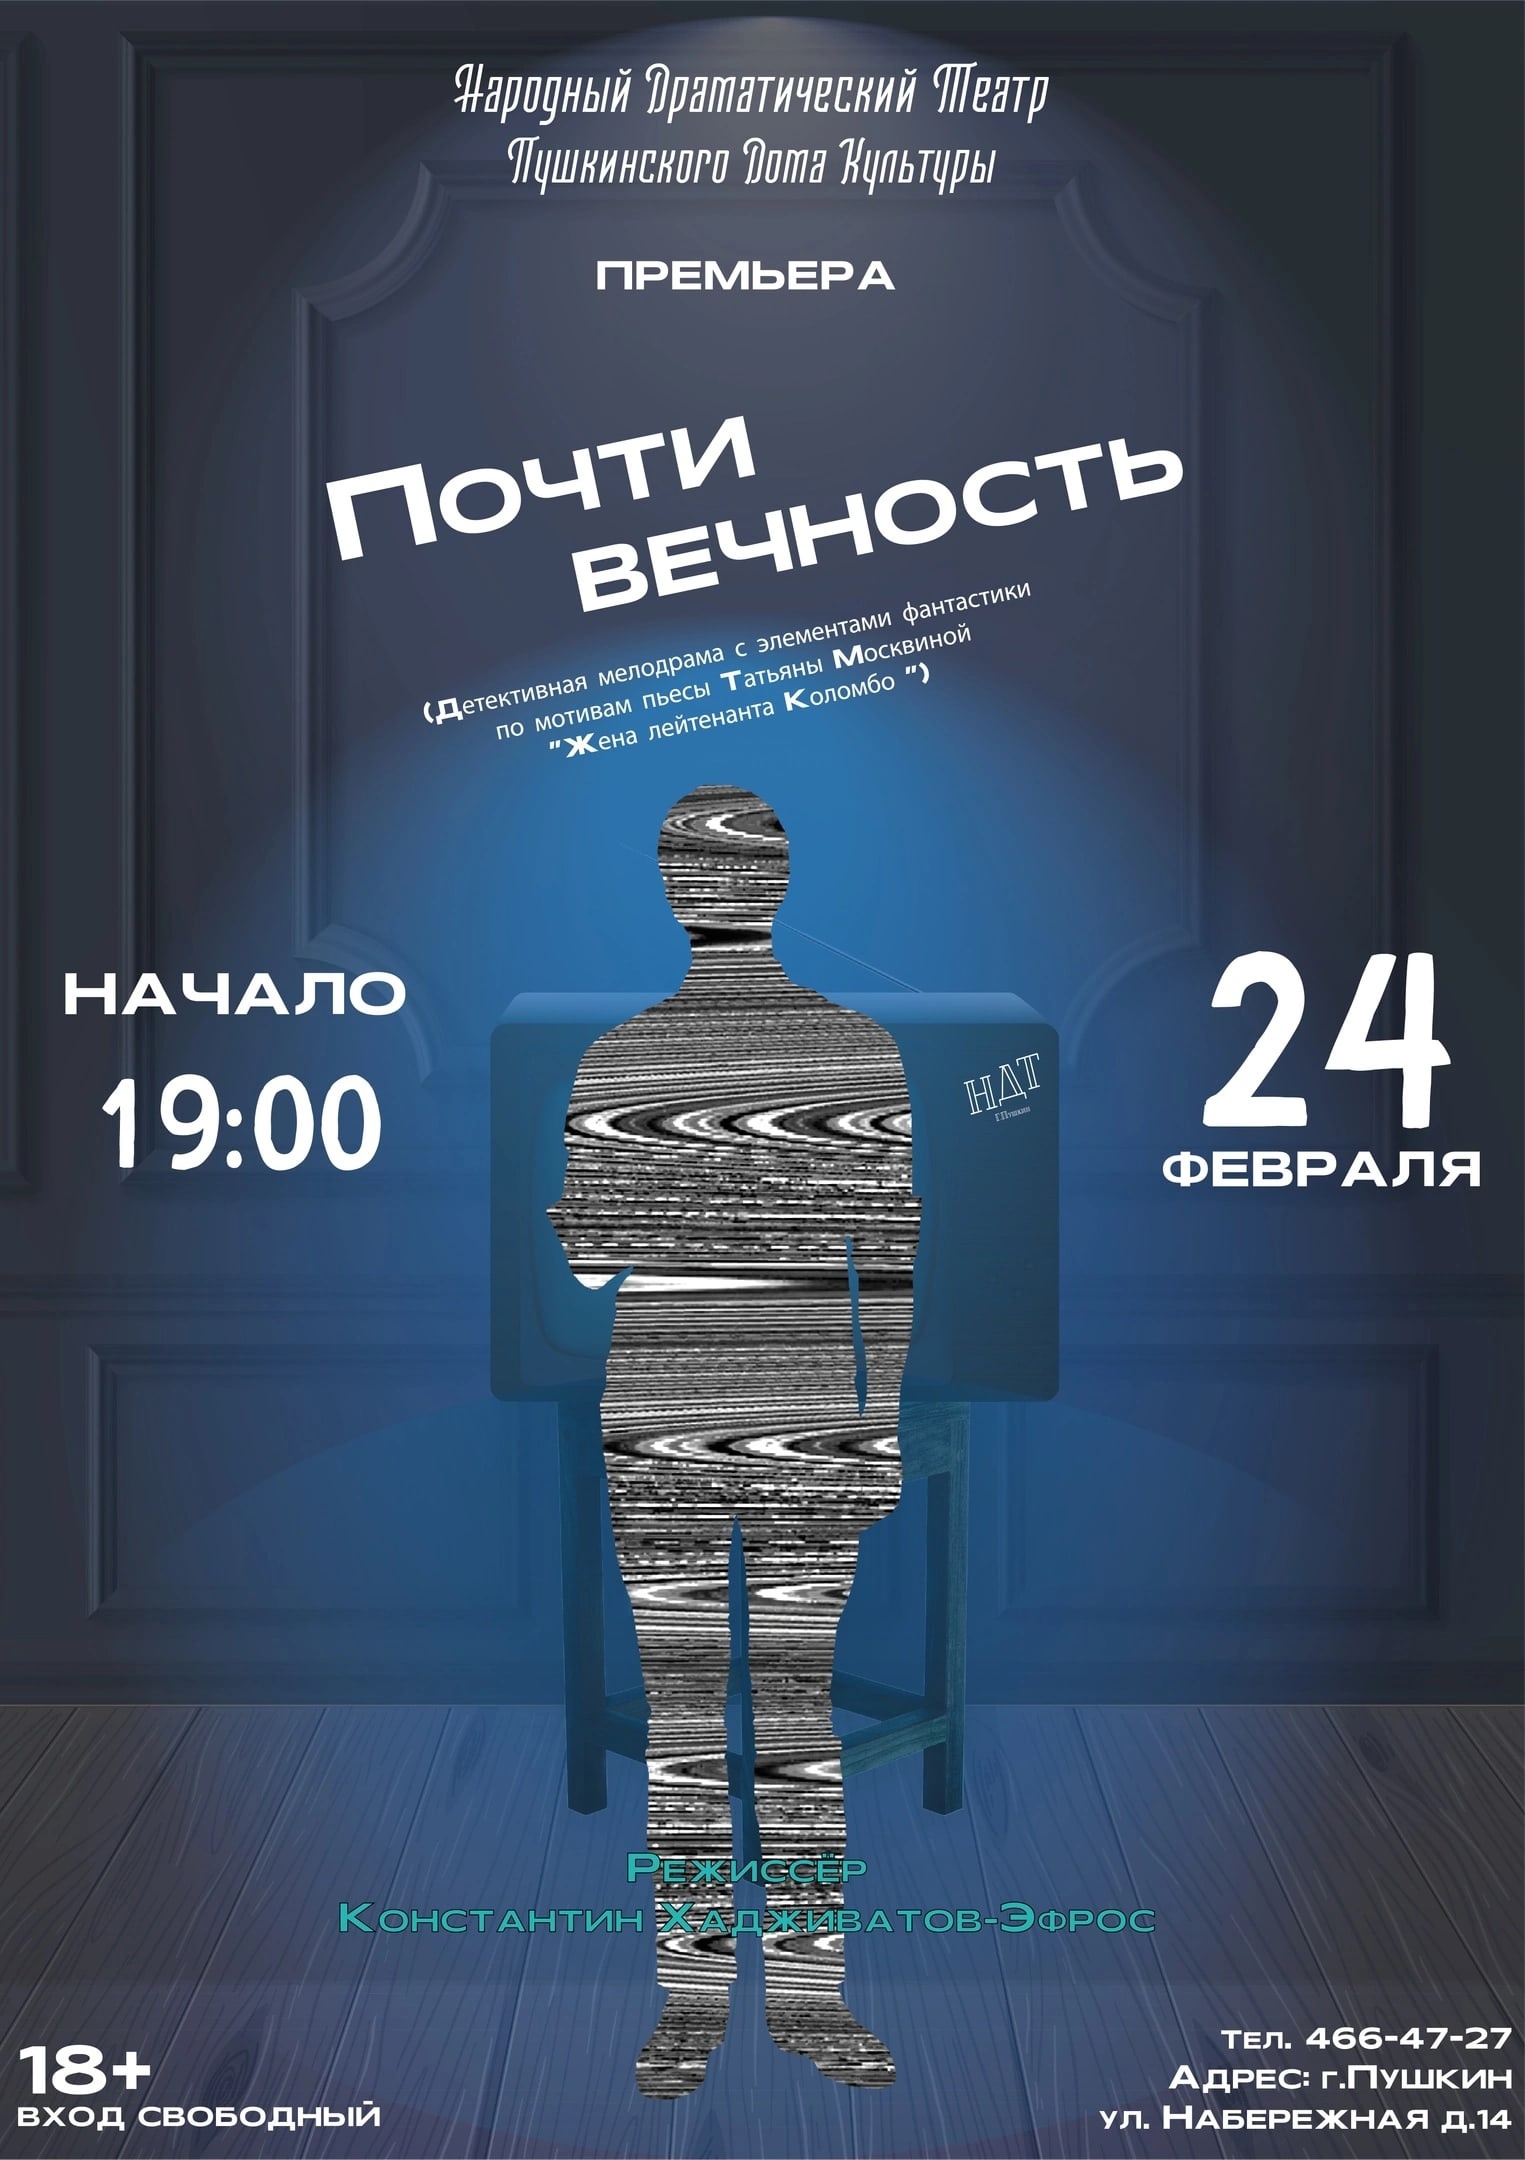 Народный Драматический Театр
Пушкинского Дома Культуры
ПРЕМЬЕРА
Почти
вечность
(Детективная мелодрама с элементами фантастики
по мотивам пьесы Татьяны Москвиной
"Жена лейтенанта Коломбо ")
НАЧАЛО
19:00
24
ФЕВРАЛЯ
НДТ
Г.Пушкин
Режиссёр
Константин Хадживатов-Эфрос
18+
вход свободный
Тел. 466-47-27
Адрес: г.Пушкин
ул. Набережная д.14